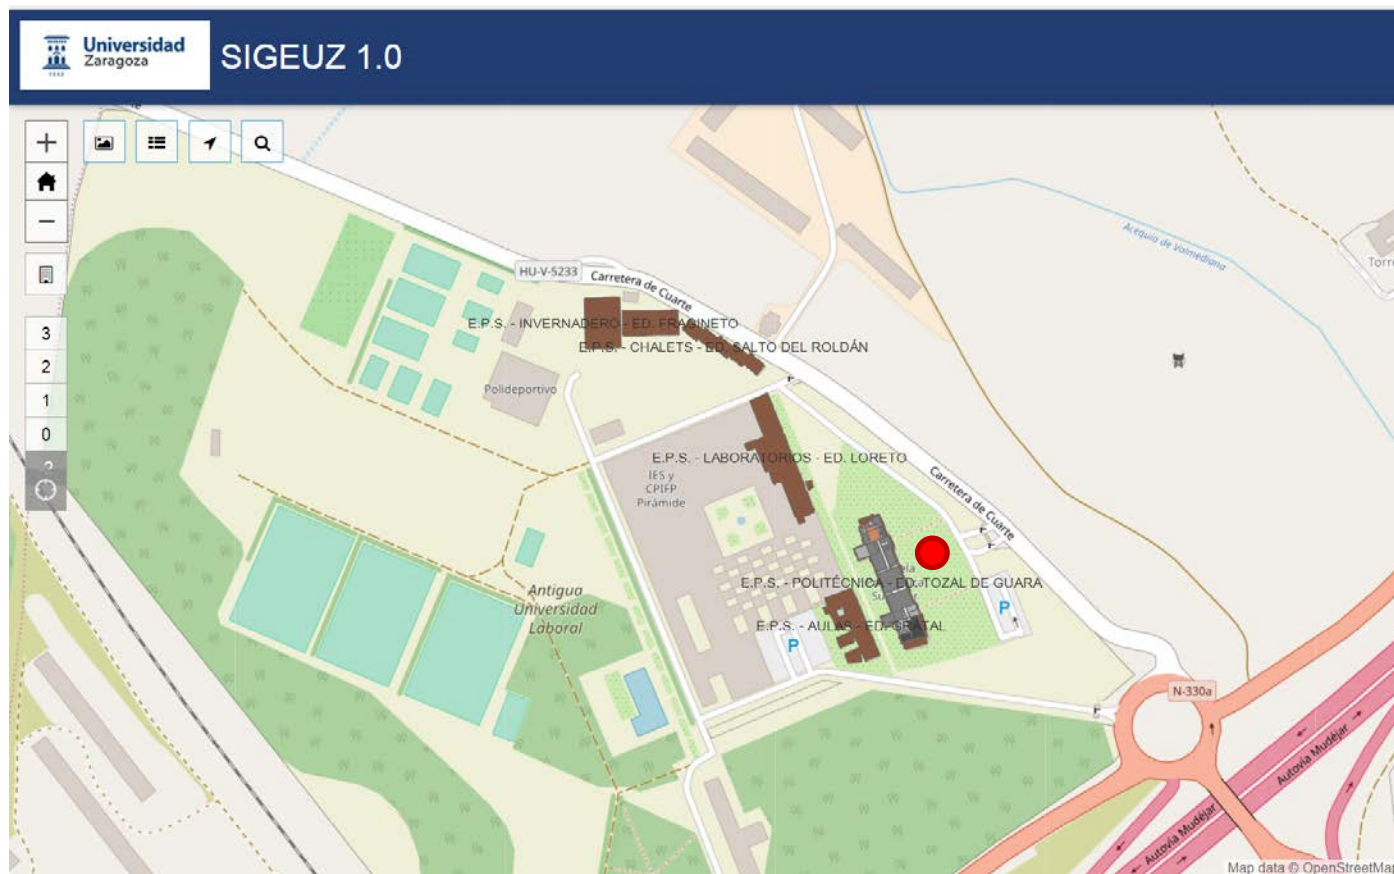 Universidad
Zaragoza
1542
SIGEUZ 1.0
HU-V-5233
Carretera de Cuarte
Acequia de Valmediana
Torre
E.P.S. - INVERNADERO - ED. FRAGINETO
E.P.S. - CHALETS - ED. SALTO DEL ROLDÁN
Polideportivo
3
2
1
0
E.P.S. - LABORATORIOS - ED. LORETO
IES y
CPIFP
Pirámide
Carretera de Cuarte
E.P.S. - POLITÉCNICA - ED. TOZAL DE GUARA
Antigua
Universidad
Laboral
P
E.P.S. - AULAS - ED. GRATAL
P
N-330a
Autovía Mudéjar
Autovía Mudéjar
Map data © OpenStreetMap